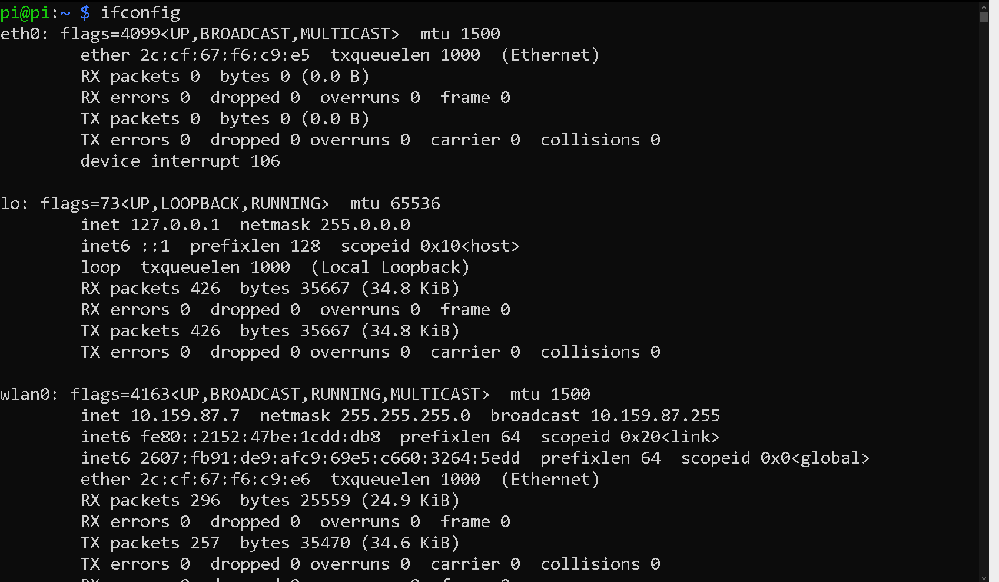 pi@pi:~ $ ifconfig
eth0: flags=4099<UP,BROADCAST,MULTICAST>  mtu 1500
        ether 2c:cf:67:f6:c9:e5  txqueuelen 1000  (Ethernet)
        RX packets 0  bytes 0 (0.0 B)
        RX errors 0  dropped 0  overruns 0  frame 0
        TX packets 0  bytes 0 (0.0 B)
        TX errors 0  dropped 0 overruns 0  carrier 0  collisions 0
        device interrupt 106

lo: flags=73<UP,LOOPBACK,RUNNING>  mtu 65536
        inet 127.0.0.1  netmask 255.0.0.0
        inet6 ::1  prefixlen 128  scopeid 0x10<host>
        loop  txqueuelen 1000  (Local Loopback)
        RX packets 426  bytes 35667 (34.8 KiB)
        RX errors 0  dropped 0  overruns 0  frame 0
        TX packets 426  bytes 35667 (34.8 KiB)
        TX errors 0  dropped 0 overruns 0  carrier 0  collisions 0

wlan0: flags=4163<UP,BROADCAST,RUNNING,MULTICAST>  mtu 1500
        inet 10.159.87.7  netmask 255.255.255.0  broadcast 10.159.87.255
        inet6 fe80::2152:47be:1cdd:db8  prefixlen 64  scopeid 0x20<link>
        inet6 2607:fb91:de9:afc9:69e5:c660:3264:5edd  prefixlen 64  scopeid 0x0<global>
        ether 2c:cf:67:f6:c9:e6  txqueuelen 1000  (Ethernet)
        RX packets 296  bytes 25559 (24.9 KiB)
        RX errors 0  dropped 0  overruns 0  frame 0
        TX packets 257  bytes 35470 (34.6 KiB)
        TX errors 0  dropped 0 overruns 0  carrier 0  collisions 0